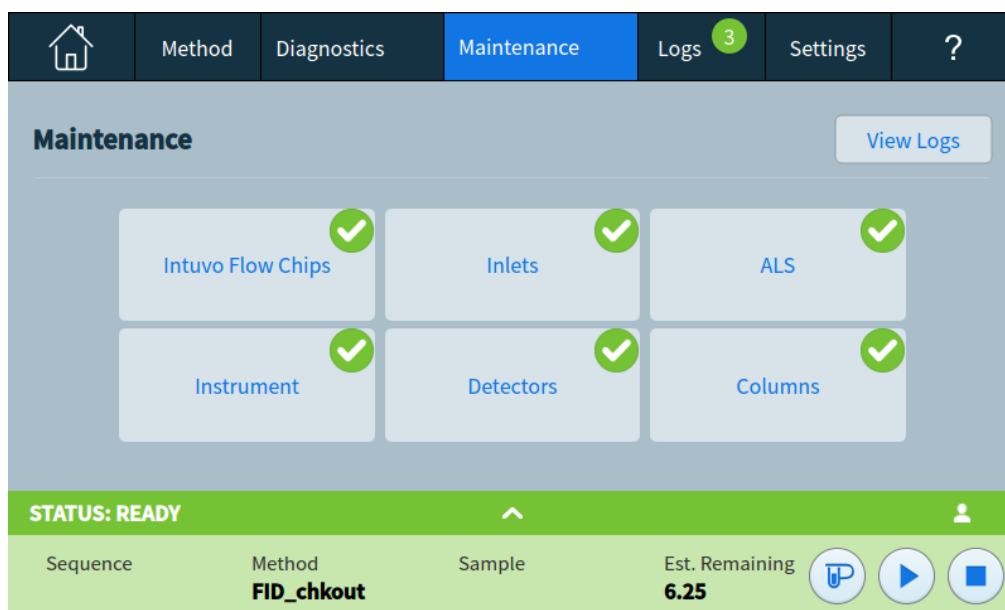 Method Diagnostics Maintenance Logs 3 Settings ?
Maintenance View Logs
Intuvo Flow Chips Inlets ALS
Instrument Detectors Columns
STATUS: READY
Sequence Method Sample Est. Remaining
FID_chkout 6.25